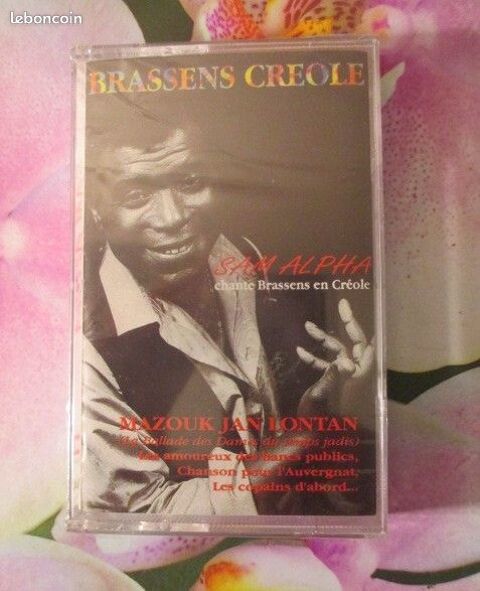 leboncoin
BRASSENS CREOLE
SAM ALPHA
chante Brassens en Créole
MAZOUK JAN LONTAN
(La Ballade des Dames du temps jadis)
Les amoureux des bancs publics,
Chanson pour l'Auvergnat,
Les copains d'abord...